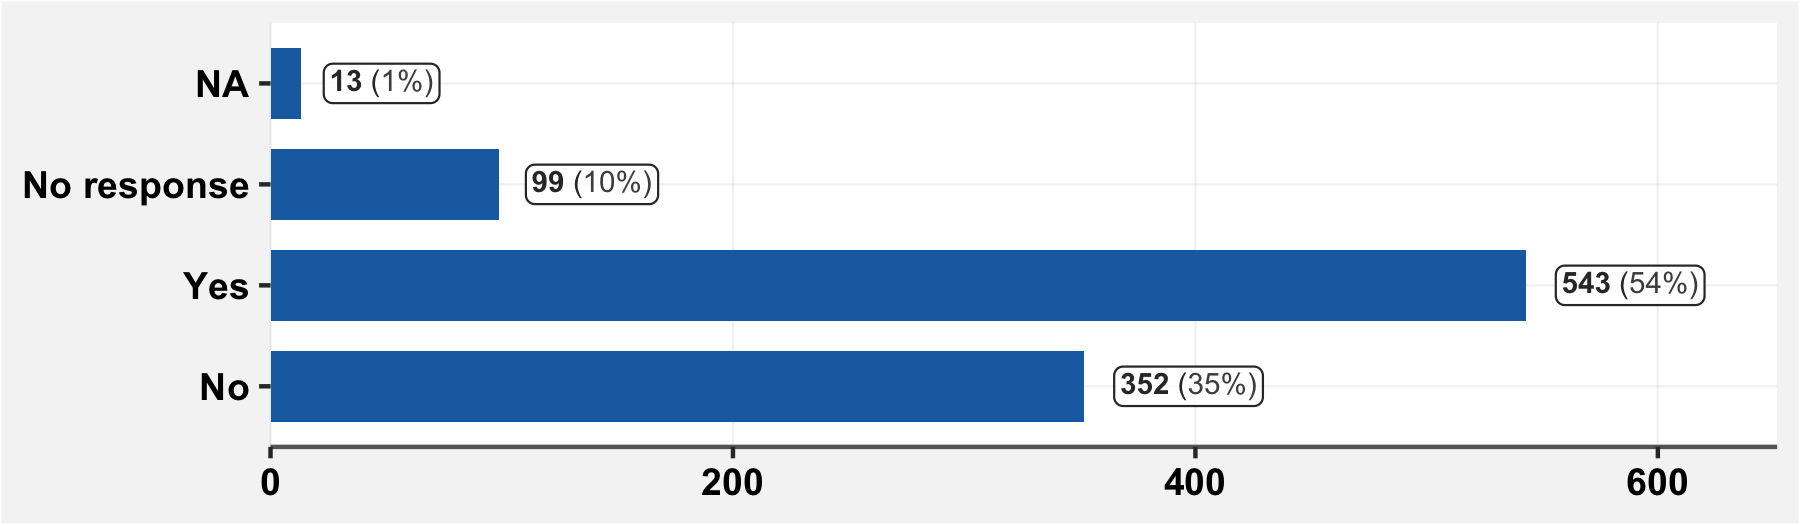 NA 13 (1%)
No response 99 (10%)
Yes 543 (54%)
No 352 (35%)
0 200 400 600